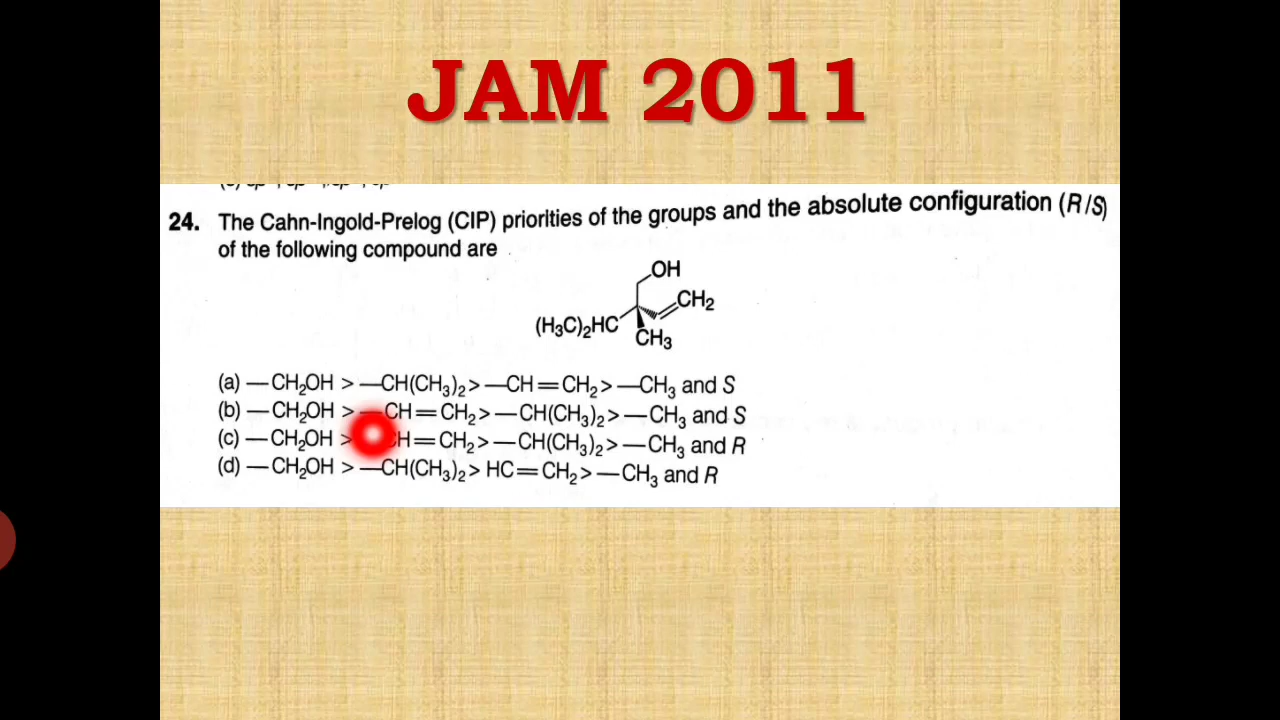 JAM 2011
24. The Cahn-Ingold-Prelog (CIP) priorities of the groups and the absolute configuration (R/S)
of the following compound are
OH
CH₂
(H₃C)₂HC
CH₃
(a) —CH₂OH > —CH(CH₃)₂> —CH=CH₂> —CH₃ and S
(b) —CH₂OH > —CH=CH₂> —CH(CH₃)₂> —CH₃ and S
(c) —CH₂OH > H=CH₂> —CH(CH₃)₂> —CH₃ and R
(d) —CH₂OH > —CH(CH₃)₂> HC=CH₂> —CH₃ and R